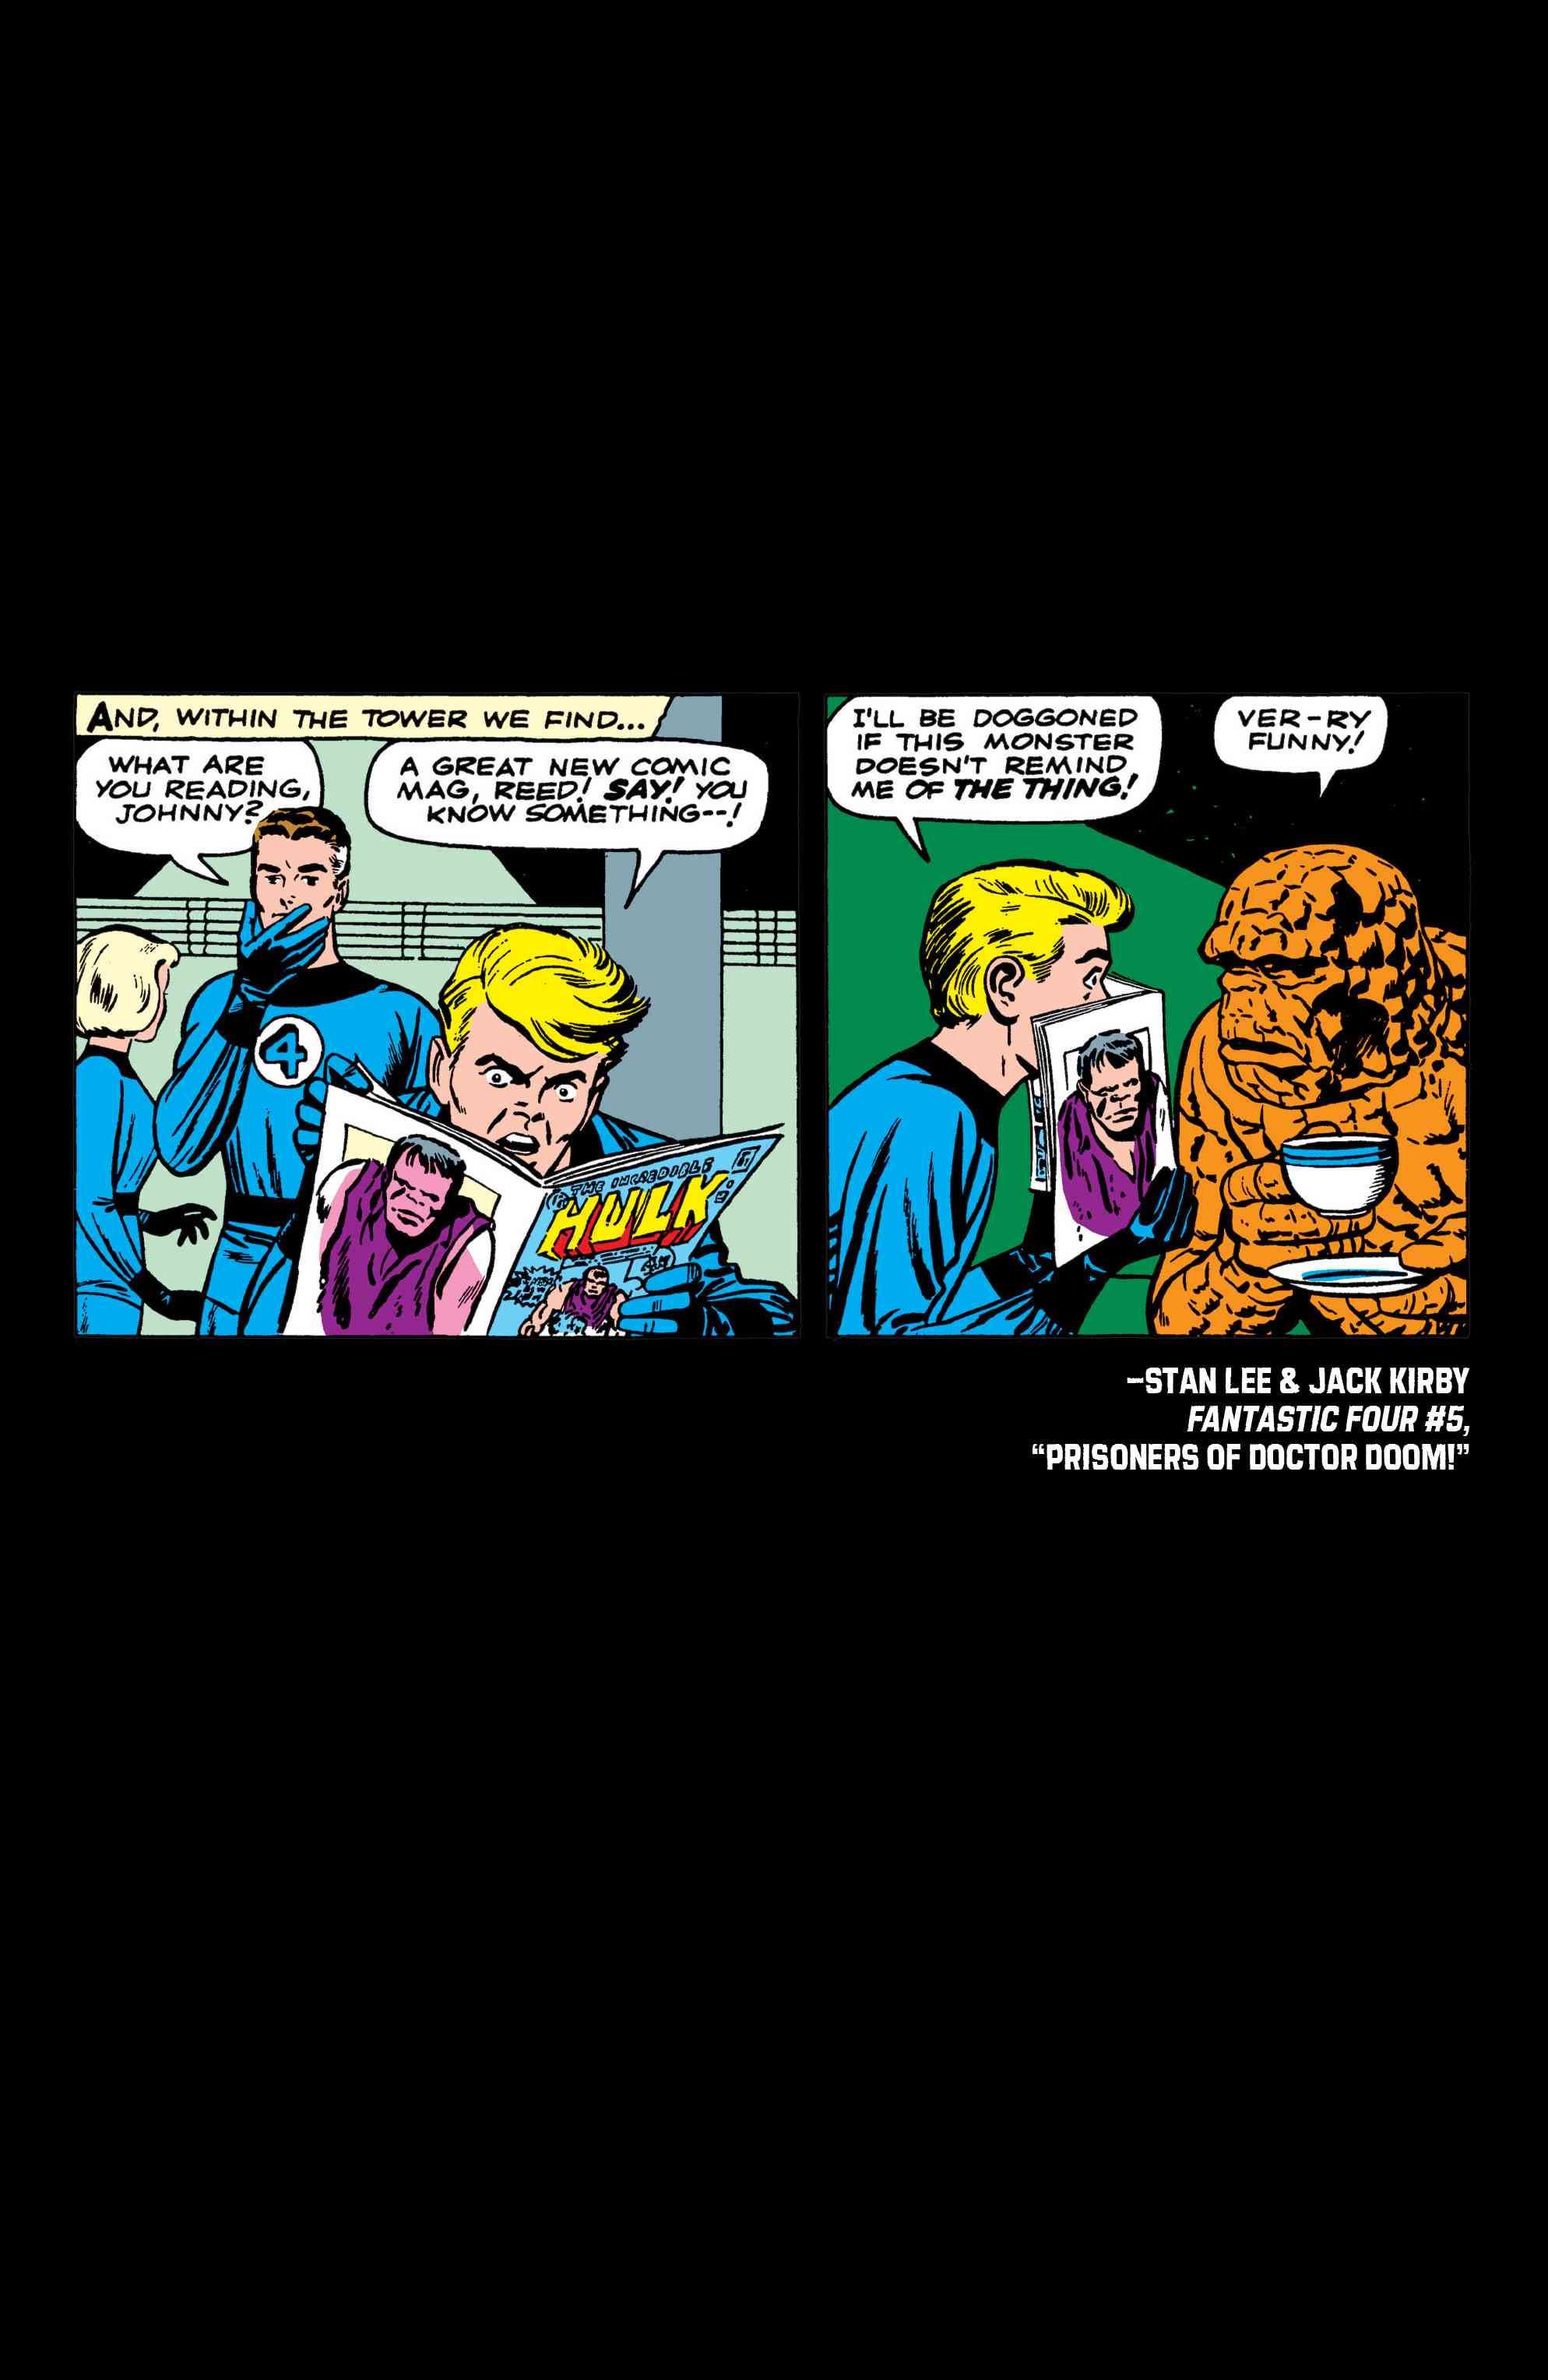 AND, WITHIN THE TOWER WE FIND...
WHAT ARE
YOU READING,
JOHNNY?
A GREAT NEW COMIC
MAG, REED! SAY! YOU
KNOW SOMETHING--!
4
THE INCREDIBLE
HULK
I'LL BE DOGGONED
IF THIS MONSTER
DOESN'T REMIND
ME OF THE THING!
VER-RY
FUNNY!
–STAN LEE & JACK KIRBY
FANTASTIC FOUR #5,
“PRISONERS OF DOCTOR DOOM!”